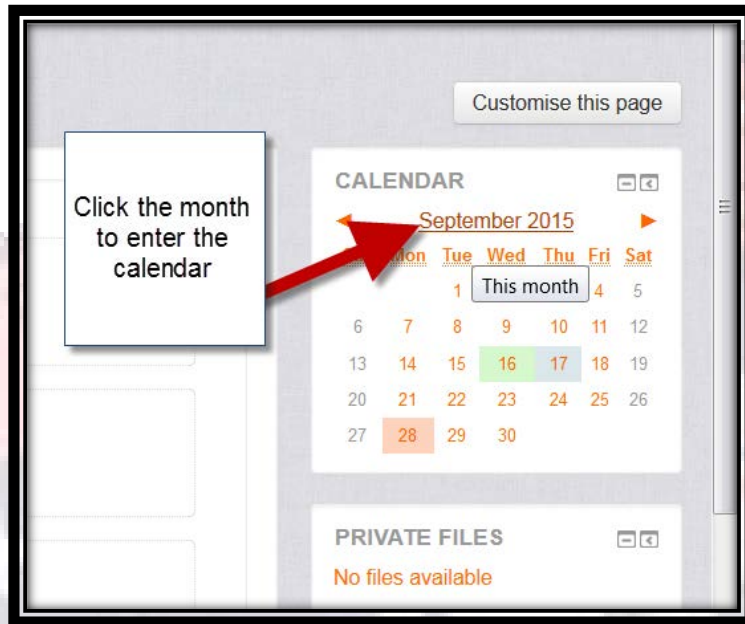 Customise this page
Click the month
to enter the
calendar
CALENDAR
September 2015
Mon Tue Wed Thu Fri Sat
1 4 5
This month
6 7 8 9 10 11 12
13 14 15 16 17 18 19
20 21 22 23 24 25 26
27 28 29 30
PRIVATE FILES
No files available